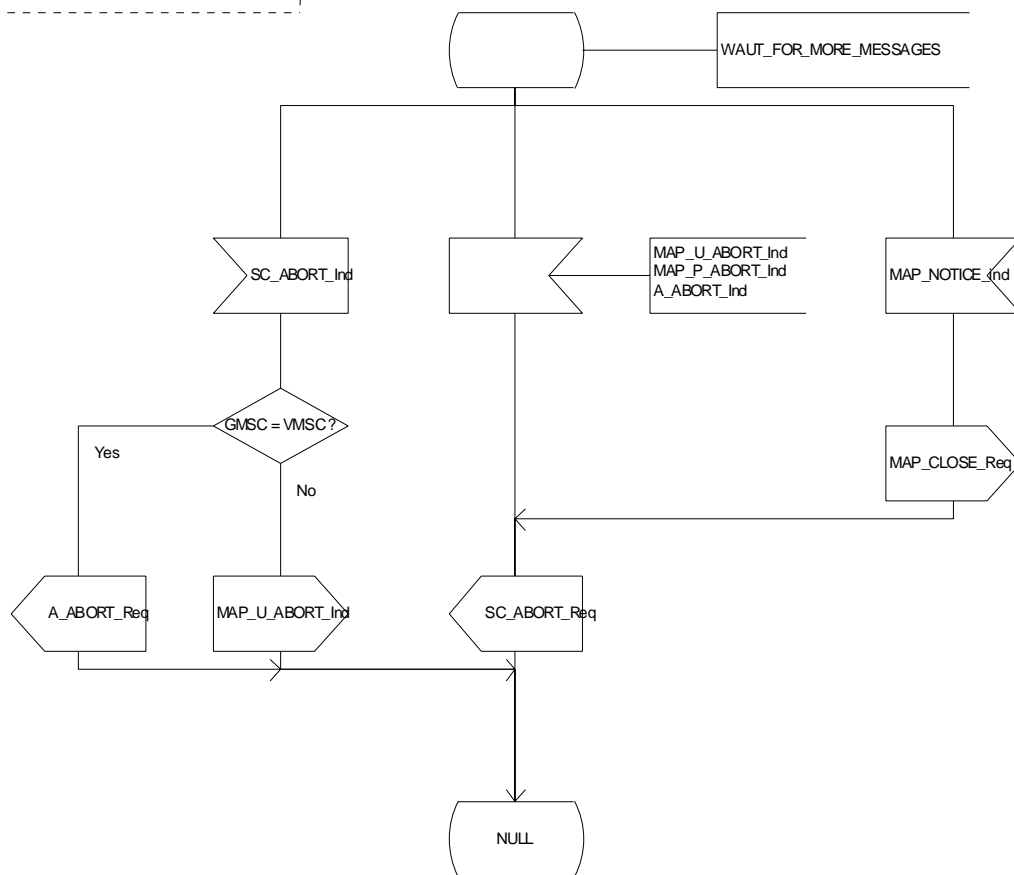 WAUT_FOR_MORE_MESSAGES
SC_ABORT_Ind
MAP_U_ABORT_Ind
MAP_P_ABORT_Ind
A_ABORT_Ind
MAP_NOTICE_ind
GMSC = VMSC?
Yes
No
MAP_CLOSE_Req
A_ABORT_Req
MAP_U_ABORT_Ind
SC_ABORT_Req
NULL